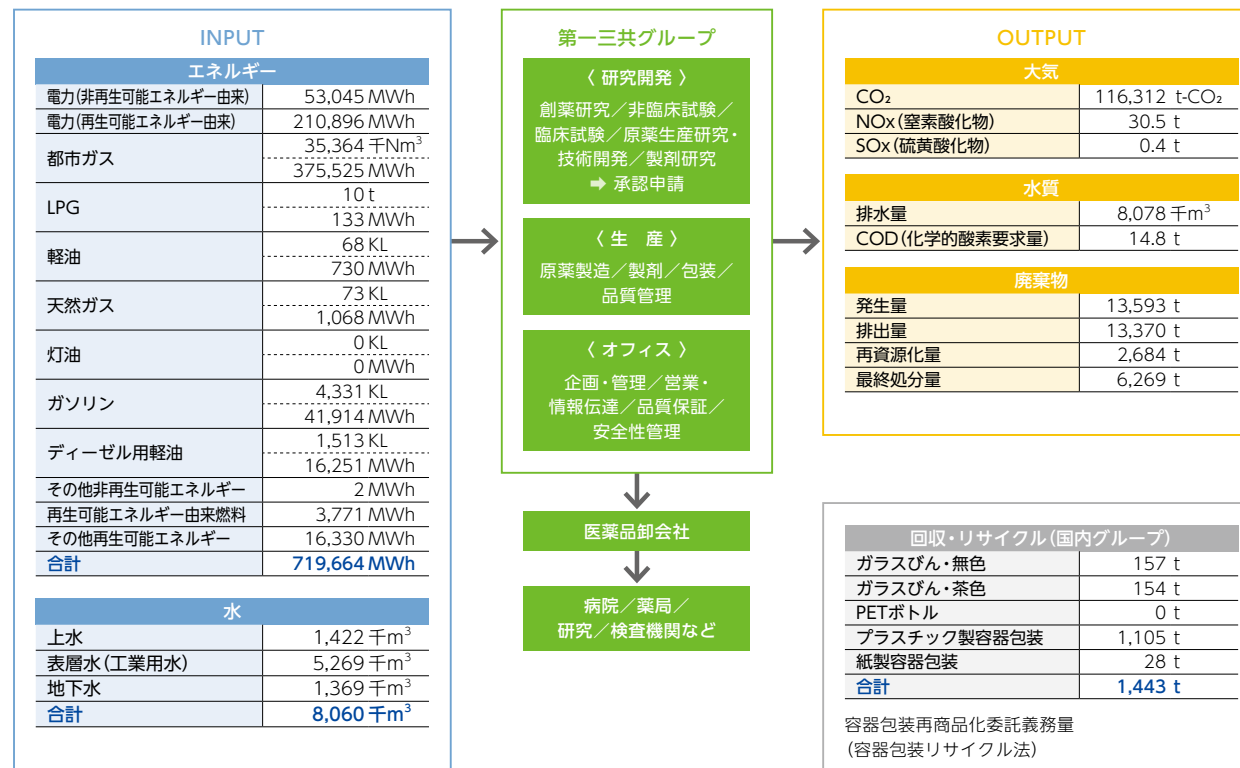 INPUT
エネルギー
電力(非再生可能エネルギー由来) 53,045 MWh
電力(再生可能エネルギー由来) 210,896 MWh
都市ガス 35,364 千Nm³
375,525 MWh
LPG 10 t
133 MWh
軽油 68 KL
730 MWh
天然ガス 73 KL
1,068 MWh
灯油 0 KL
0 MWh
ガソリン 4,331 KL
41,914 MWh
ディーゼル用軽油 1,513 KL
16,251 MWh
その他非再生可能エネルギー 2 MWh
再生可能エネルギー由来燃料 3,771 MWh
その他再生可能エネルギー 16,330 MWh
合計 719,664 MWh
水
上水 1,422 千m³
表層水(工業用水) 5,269 千m³
地下水 1,369 千m³
合計 8,060 千m³
第一三共グループ
〈 研究開発 〉
創薬研究／非臨床試験／
臨床試験／原薬生産研究・
技術開発／製剤研究
➡ 承認申請
〈 生 産 〉
原薬製造／製剤／包装／
品質管理
〈 オフィス 〉
企画・管理／営業・
情報伝達／品質保証／
安全性管理
医薬品卸会社
病院／薬局／
研究／検査機関など
OUTPUT
大気
CO₂ 116,312 t-CO₂
NOx(窒素酸化物) 30.5 t
SOx(硫黄酸化物) 0.4 t
水質
排水量 8,078 千m³
COD(化学的酸素要求量) 14.8 t
廃棄物
発生量 13,593 t
排出量 13,370 t
再資源化量 2,684 t
最終処分量 6,269 t
回収・リサイクル(国内グループ)
ガラスびん・無色 157 t
ガラスびん・茶色 154 t
PETボトル 0 t
プラスチック製容器包装 1,105 t
紙製容器包装 28 t
合計 1,443 t
容器包装再商品化委託義務量
(容器包装リサイクル法)